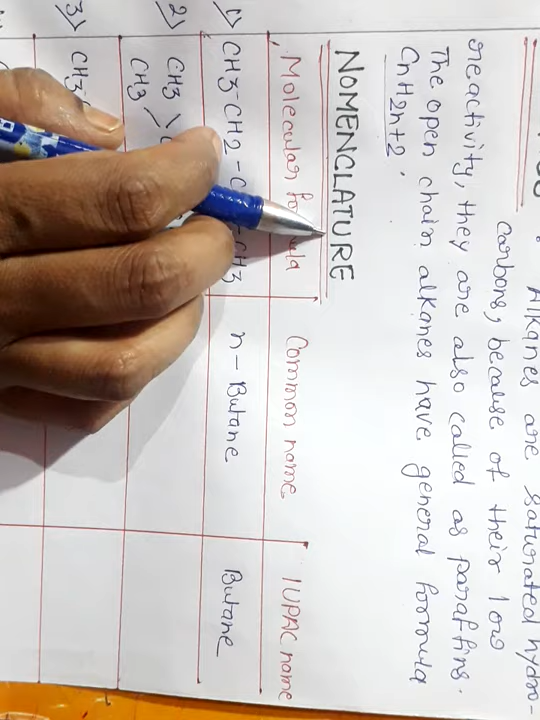 Alkanes are saturated hydro-
carbons, because of their low
reactivity, they are also called as paraffins.
The open chain alkanes have general formula
CnH2n+2.
NOMENCLATURE
Molecular Common name IUPAC name
1) CH3-CH2-C CH3 n-Butane Butane
2) CH3
CH3
3) CH3-